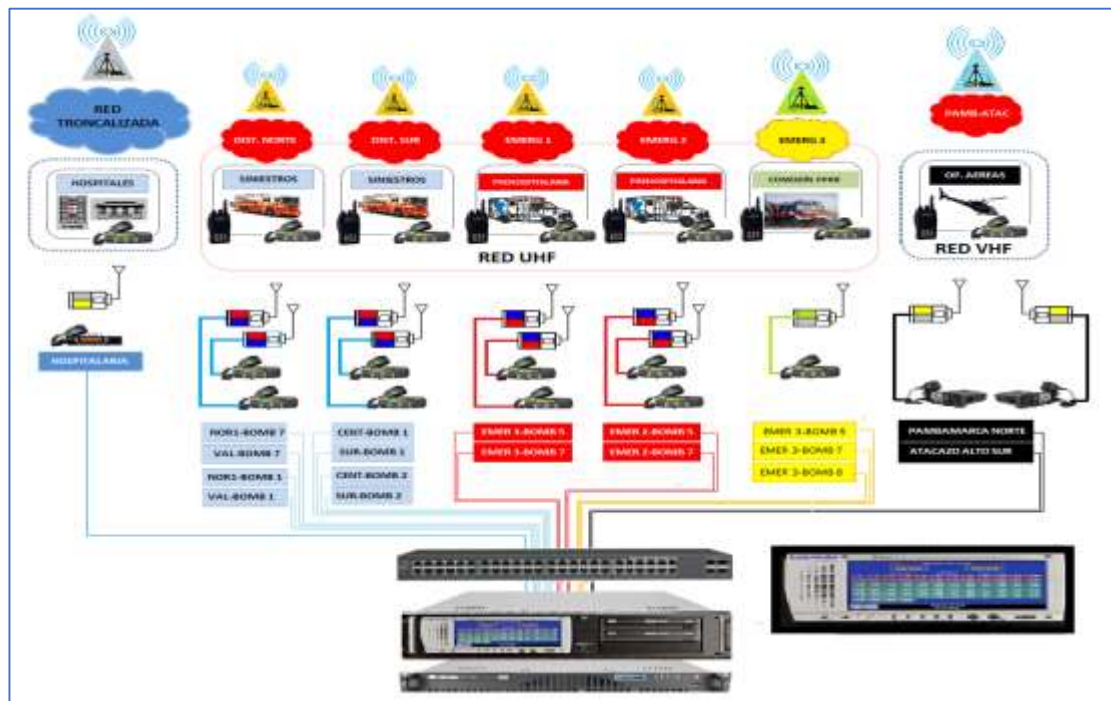 RED
TRONCALIZADA
DIST. NORTE
DIST. SUR
EMERG 1
EMERG 2
EMERG 3
PAMB-ATAC
HOSPITALES
SINIESTROS
SINIESTROS
PREHOSPITALARIA
PREHOSPITALARIA
OP. AEREAS
RED UHF
RED VHF
HOSPITALARIA
NOR1-BOMB 7
VAL-BOMB 7
NOR1-BOMB 1
VAL-BOMB 1
CENT-BOMB 1
SUR-BOMB 1
CENT-BOMB 2
SUR-BOMB 2
EMER 1-BOMB 5
EMER 1-BOMB 7
EMER 2-BOMB 5
EMER 2-BOMB 7
EMER 3-BOMB 5
EMER 3-BOMB 7
EMER 3-BOMB 8
PAMBAMARCA NORTE
ATACAZO ALTO SUR